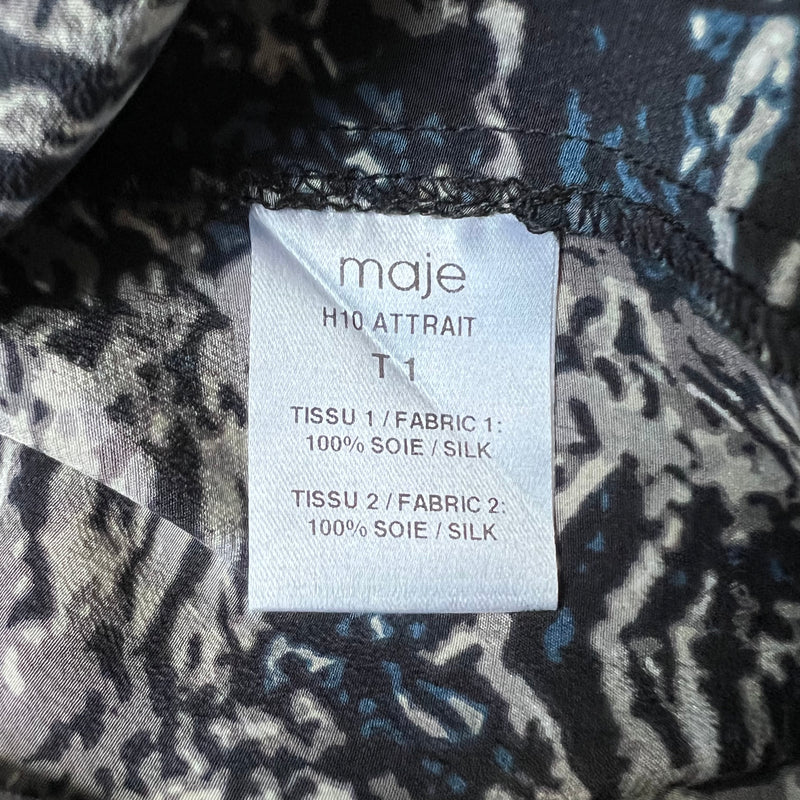 maje
H10 ATTRAIT
T 1
TISSU 1 / FABRIC 1:
100% SOIE / SILK
TISSU 2 / FABRIC 2:
100% SOIE / SILK